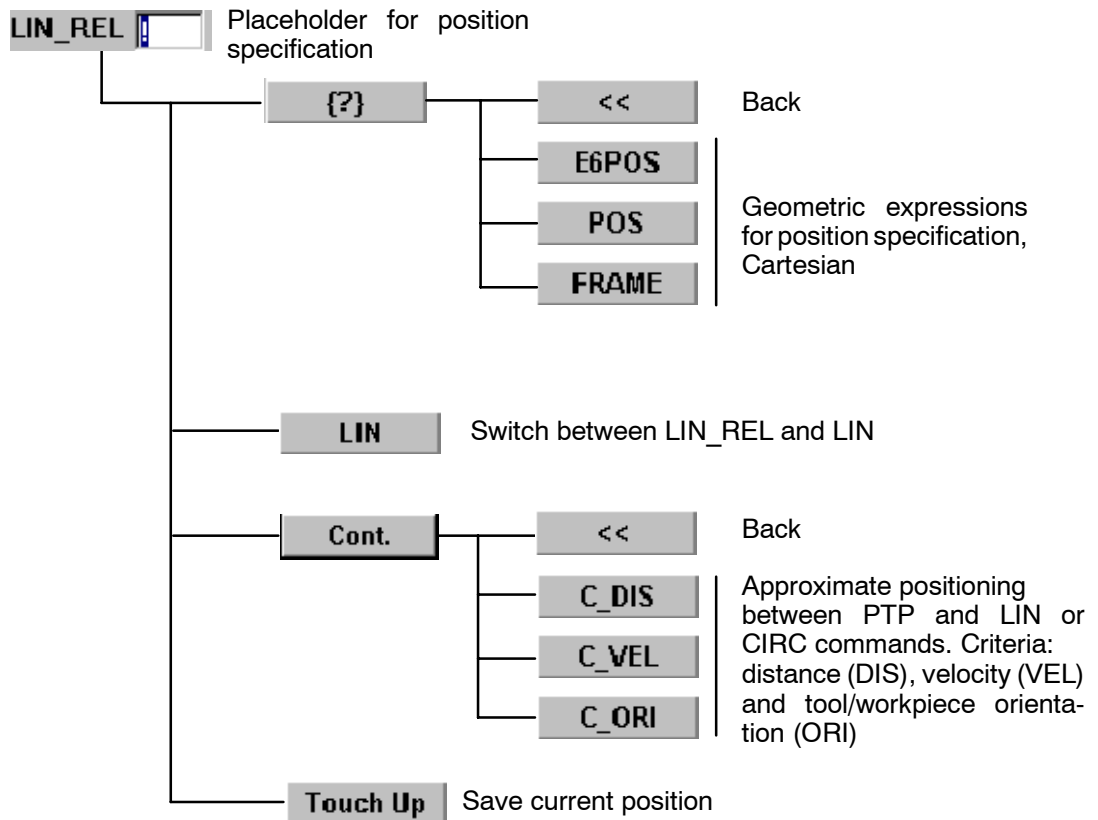 LIN_REL ! Placeholder for position
specification
{?} << Back
E6POS
POS
FRAME
Geometric expressions
for position specification,
Cartesian
LIN Switch between LIN_REL and LIN
Cont. << Back
C_DIS
C_VEL
C_ORI
Approximate positioning
between PTP and LIN or
CIRC commands. Criteria:
distance (DIS), velocity (VEL)
and tool/workpiece orienta-
tion (ORI)
Touch Up Save current position